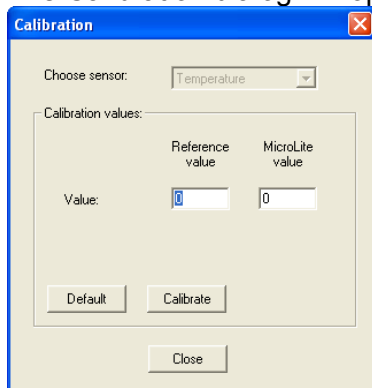 Calibration
Choose sensor: Temperature
Calibration values:
Reference value MicroLite value
Value: 0 0
Default Calibrate
Close